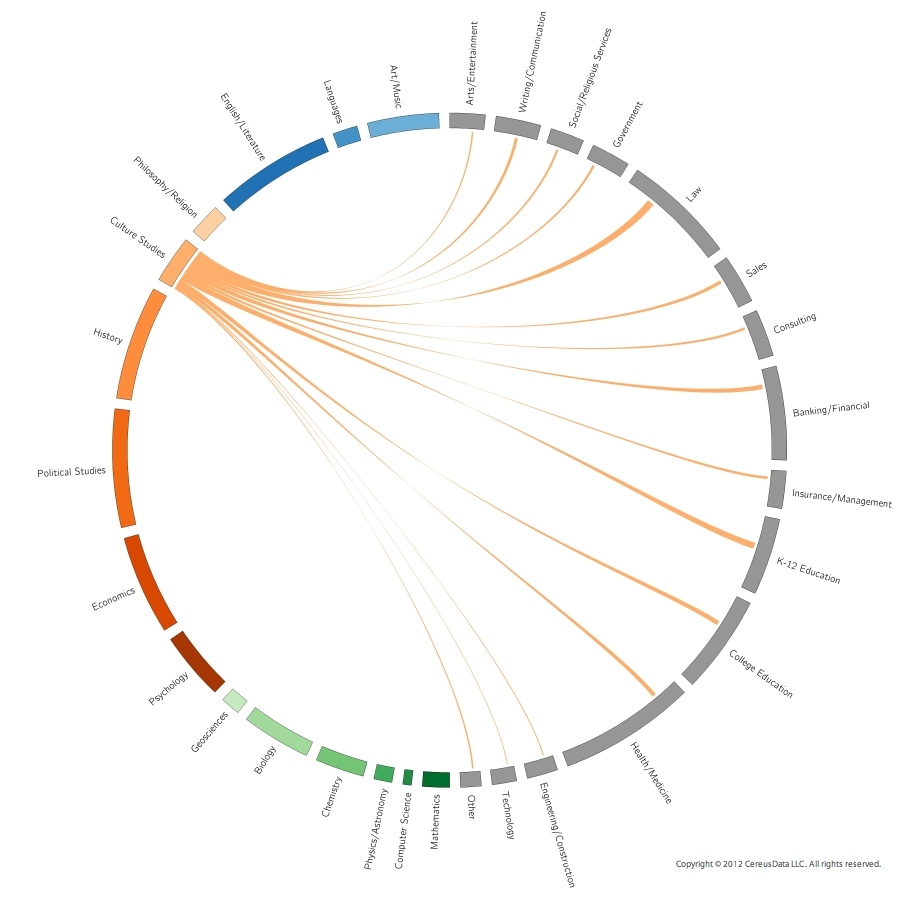 Arts/Entertainment
Writing/Communication
Social/Religious Services
Government
Law
Sales
Consulting
Banking/Financial
Insurance/Management
K-12 Education
College Education
Health/Medicine
Engineering/Construction
Technology
Other
Mathematics
Computer Science
Physics/Astronomy
Chemistry
Biology
Geosciences
Psychology
Economics
Political Studies
History
Culture Studies
Philosophy/Religion
English/Literature
Languages
Art/Music
Copyright © 2012 CereusData LLC. All rights reserved.